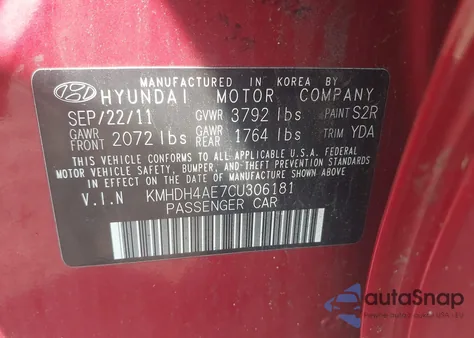 MANUFACTURED IN KOREA BY
HYUNDAI MOTOR COMPANY
SEP/22/11 GVWR 3792 lbs PAINT S2R
GAWR FRONT 2072 lbs GAWR REAR 1764 lbs TRIM YDA
THIS VEHICLE CONFORMS TO ALL APPLICABLE U.S.A. FEDERAL
MOTOR VEHICLE SAFETY, BUMPER, AND THEFT PREVENTION STANDARDS
IN EFFECT ON THE DATE OF MANUFACTURE SHOWN ABOVE.
V.I.N KMHDH4AE7CU306181
PASSENGER CAR
autoSnap